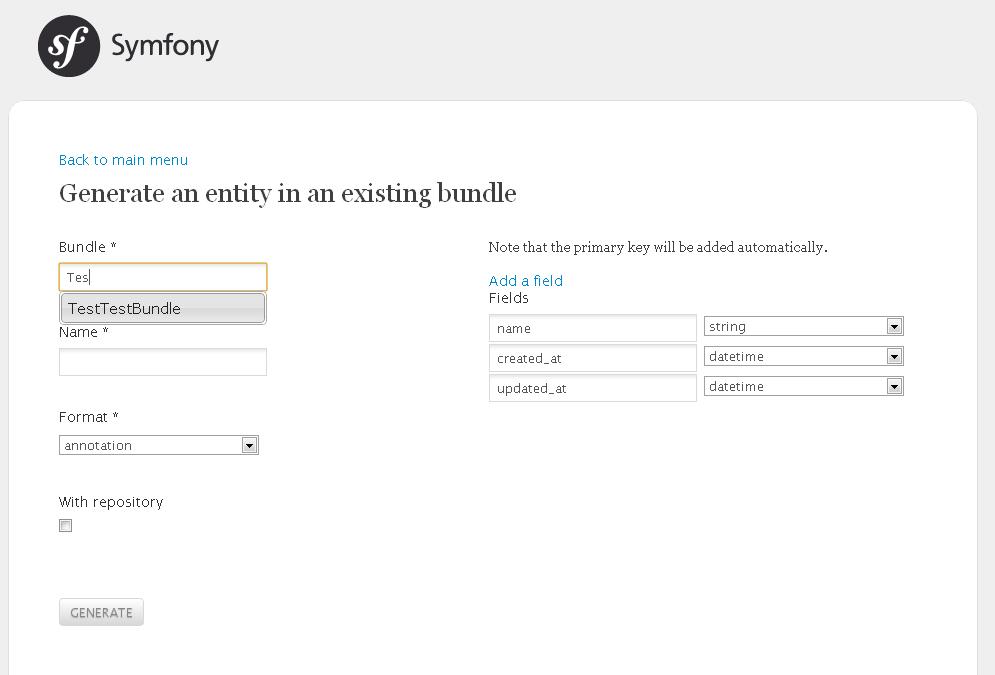 sf Symfony
Back to main menu
Generate an entity in an existing bundle
Bundle *
Tes
TestTestBundle
Name *
Format *
annotation
With repository
GENERATE
Note that the primary key will be added automatically.
Add a field
Fields
name string
created_at datetime
updated_at datetime